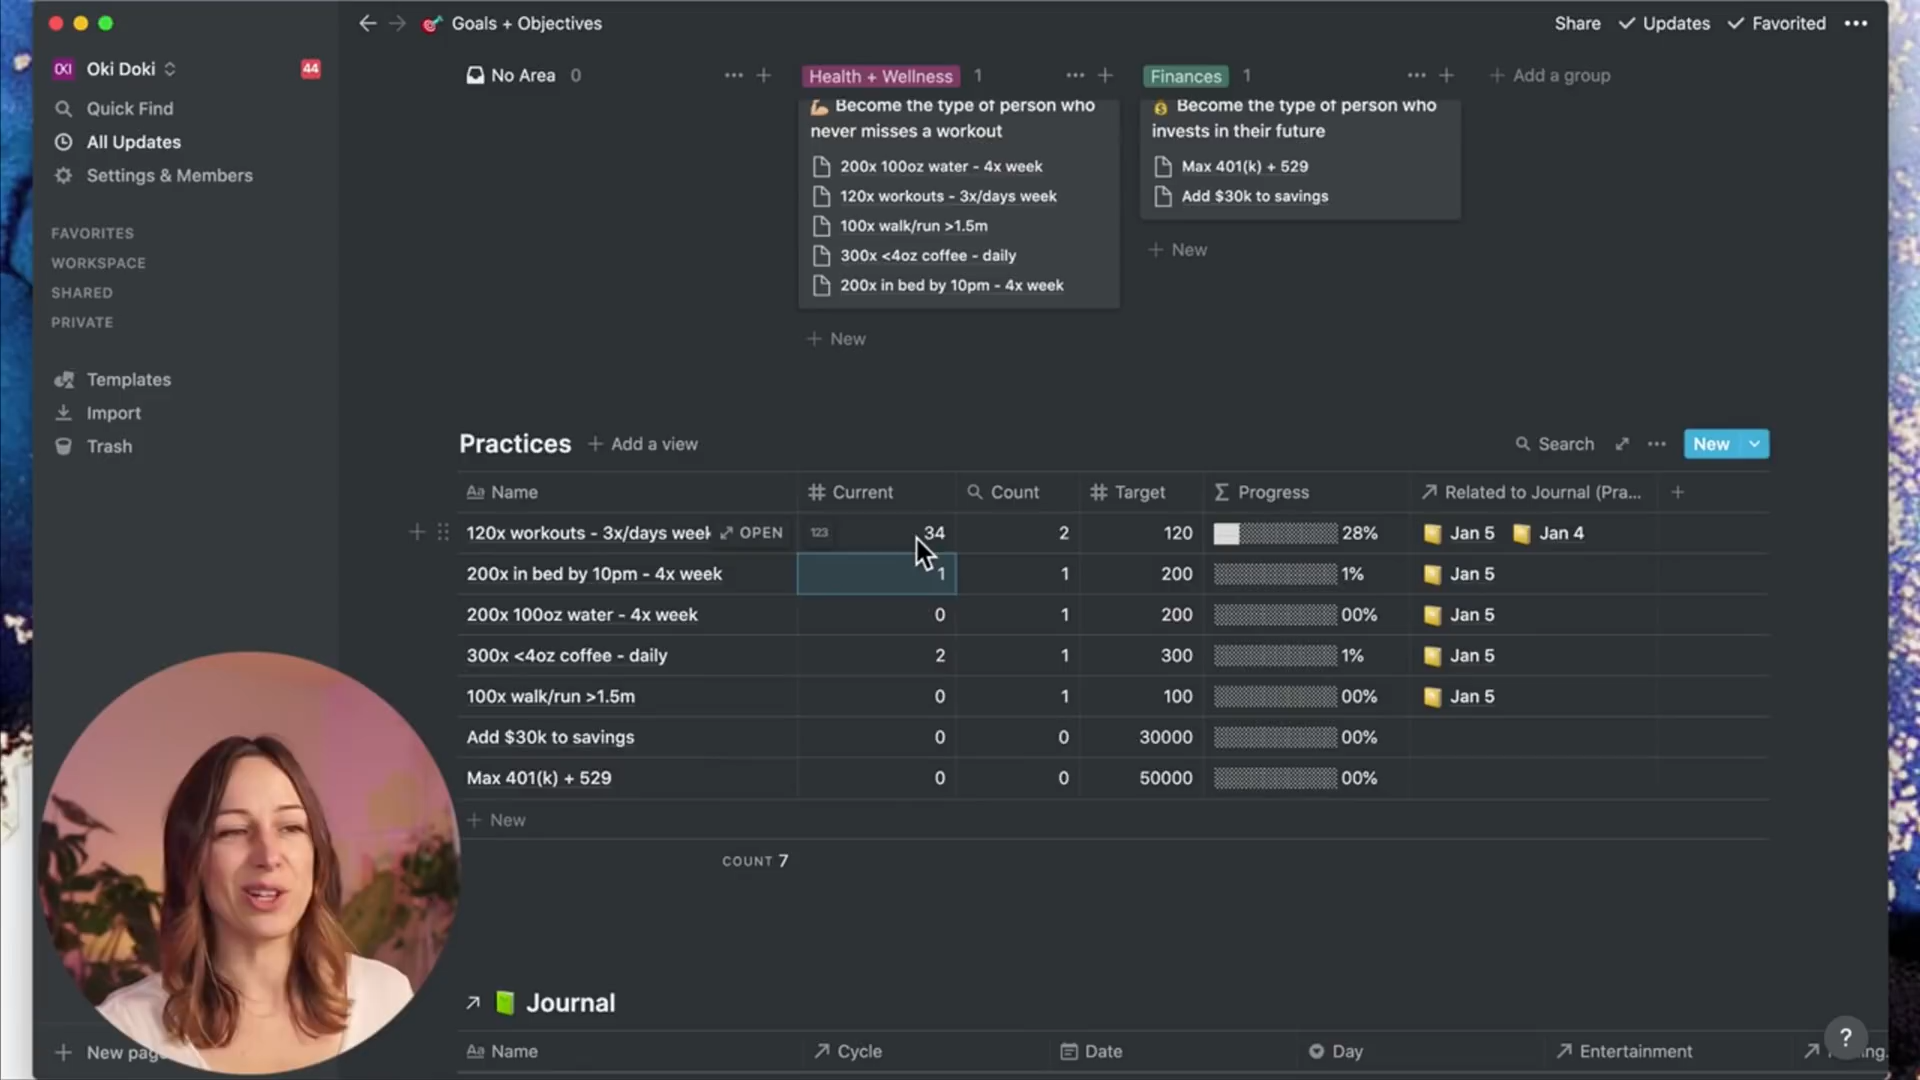 Goals + Objectives
Share Updates Favorited •••
OKI Oki Doki 44
Quick Find
All Updates
Settings & Members
FAVORITES
WORKSPACE
SHARED
PRIVATE
Templates
Import
Trash
New pag
No Area 0
Health + Wellness 1
Finances 1
Add a group
Become the type of person who
never misses a workout
200x 100oz water - 4x week
120x workouts - 3x/days week
100x walk/run >1.5m
300x <4oz coffee - daily
200x in bed by 10pm - 4x week
+ New
Become the type of person who
invests in their future
Max 401(k) + 529
Add $30k to savings
+ New
Practices + Add a view Search ••• New
Aa Name # Current Count # Target Σ Progress Related to Journal (Pra... +
120x workouts - 3x/days week OPEN 123 34 2 120 28% Jan 5 Jan 4
200x in bed by 10pm - 4x week 1 1 200 1% Jan 5
200x 100oz water - 4x week 0 1 200 00% Jan 5
300x <4oz coffee - daily 2 1 300 1% Jan 5
100x walk/run >1.5m 0 1 100 00% Jan 5
Add $30k to savings 0 0 30000 00%
Max 401(k) + 529 0 0 50000 00%
+ New
COUNT 7
Journal
Aa Name Cycle Date Day Entertainment
?